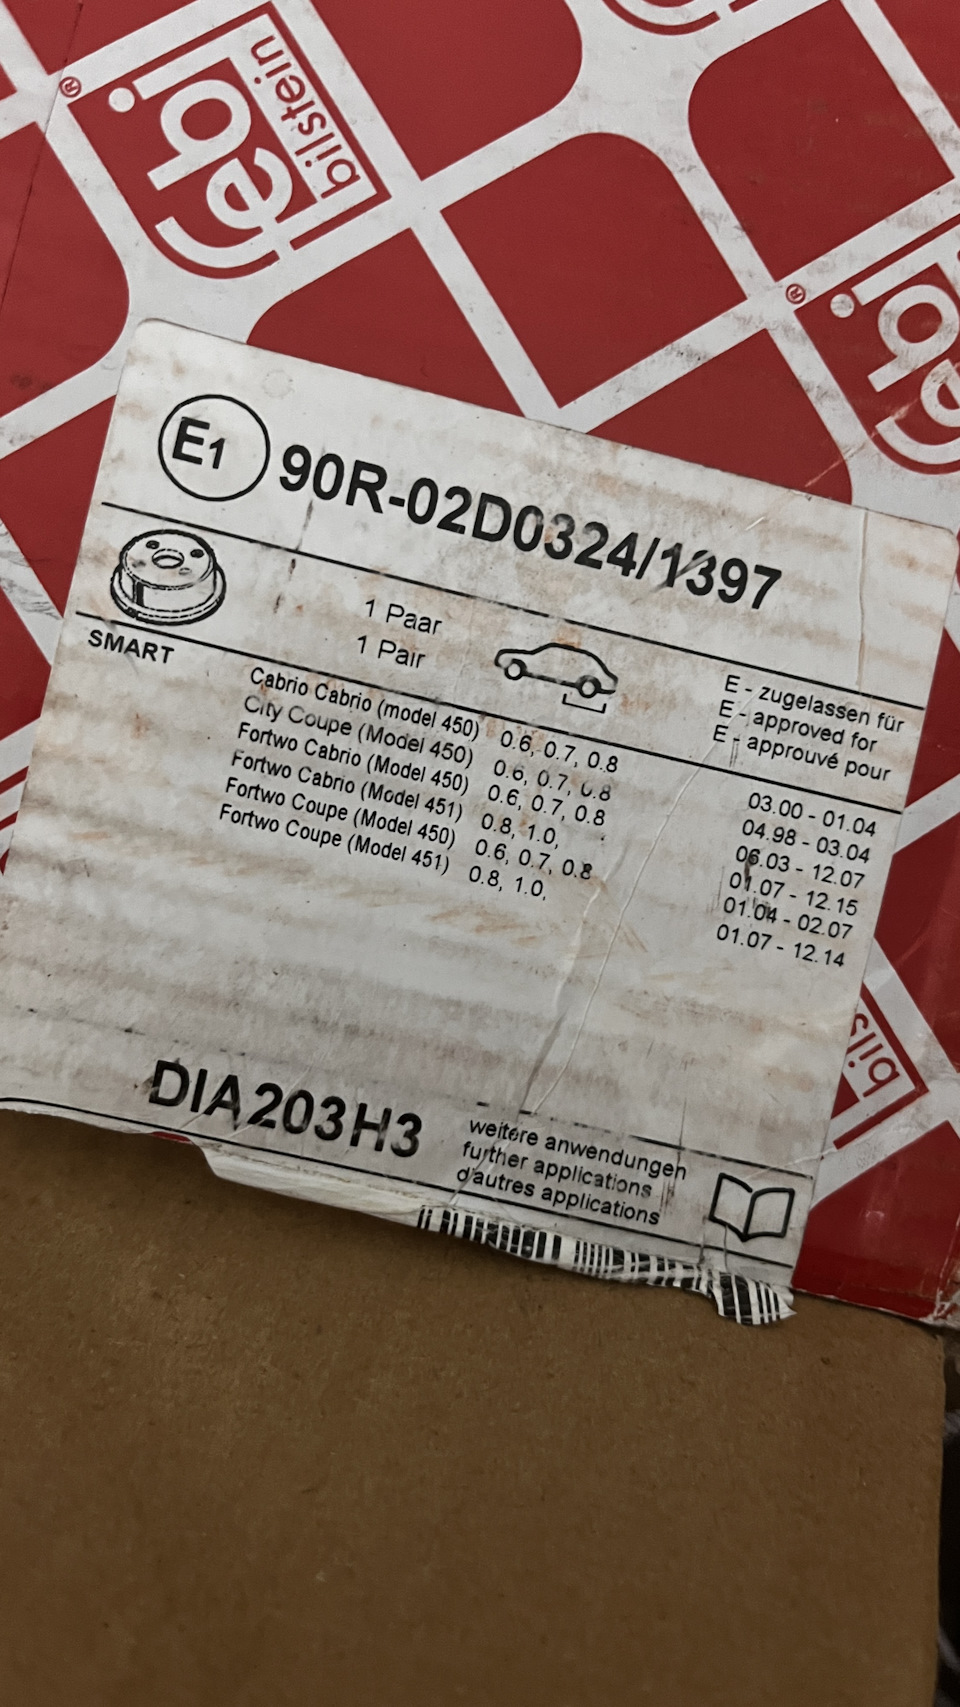 febi
bilstein
®
®
febi
E1 90R-02D0324/1397
1 Paar
1 Pair
E - zugelassen für
E - approved for
E - approuvé pour
SMART
Cabrio Cabrio (model 450) 0.6, 0.7, 0.8 03.00 - 01.04
City Coupe (Model 450) 0.6, 0.7, 0.8 04.98 - 03.04
Fortwo Cabrio (Model 450) 0.6, 0.7, 0.8 06.03 - 12.07
Fortwo Cabrio (Model 451) 0.8, 1.0, 01.07 - 12.15
Fortwo Coupe (Model 450) 0.6, 0.7, 0.8 01.04 - 02.07
Fortwo Coupe (Model 451) 0.8, 1.0, 01.07 - 12.14
bils
DIA203H3
weitere anwendungen
further applications
d'autres applications